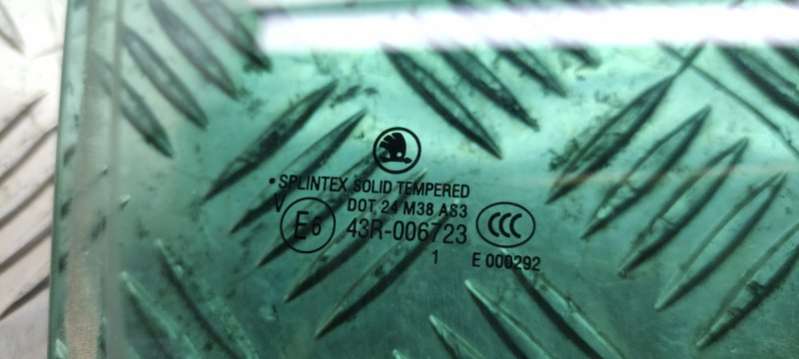 • SPLINTEX SOLID TEMPERED
DOT 24 M38 AS3
V
E6 43R-006723 CCC
1 E 000292